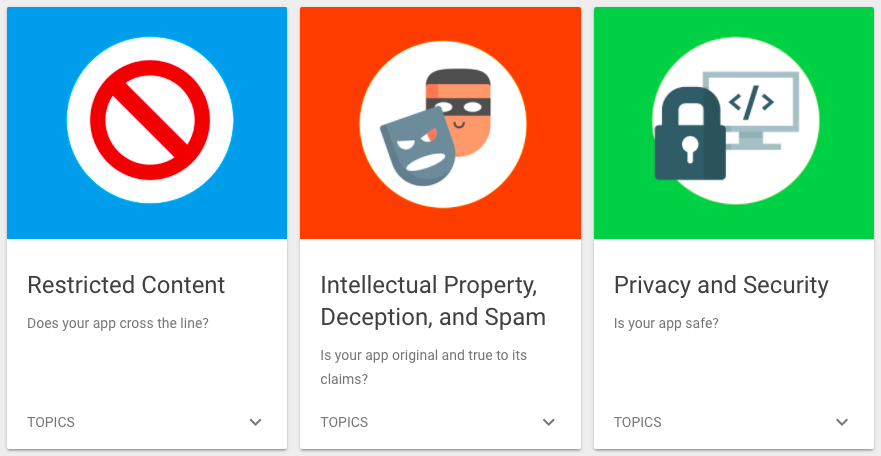 </>
Restricted Content
Does your app cross the line?
TOPICS
Intellectual Property,
Deception, and Spam
Is your app original and true to its
claims?
TOPICS
Privacy and Security
Is your app safe?
TOPICS